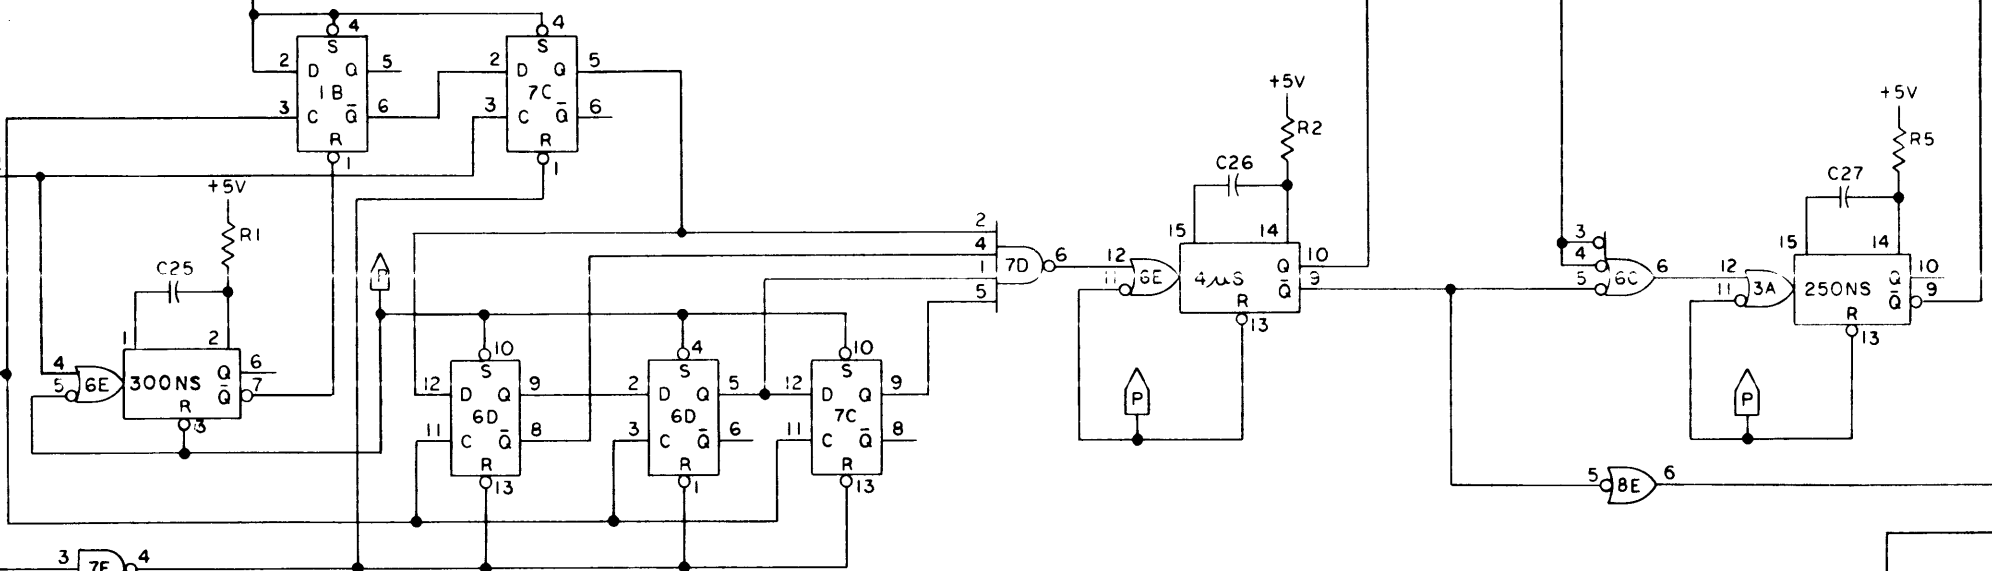 4 4
S S
2 D Q 5 2 D Q 5
1B 7C
3 C Q̄ 6 3 C Q̄ 6
R R
1 1
+5V +5V +5V
R1 R2 R5
C25 C26 C27
1 2 15 14 15 14
4 6E 300NS Q 6
5 Q̄ 7
R
3
P
2
4
1
5
7D 6
12 6E 4µS Q 10
11 Q̄ 9
R
13
P
3
4
5 6C 6
12 3A 250NS Q 10
11 Q̄ 9
R
13
P
10 4 10
S S S
12 D Q 9 2 D Q 5 12 D Q 9
6D 6D 7C
11 C Q̄ 8 3 C Q̄ 6 11 C Q̄ 8
R R R
13 1 13
5 8E 6
3 7E 4